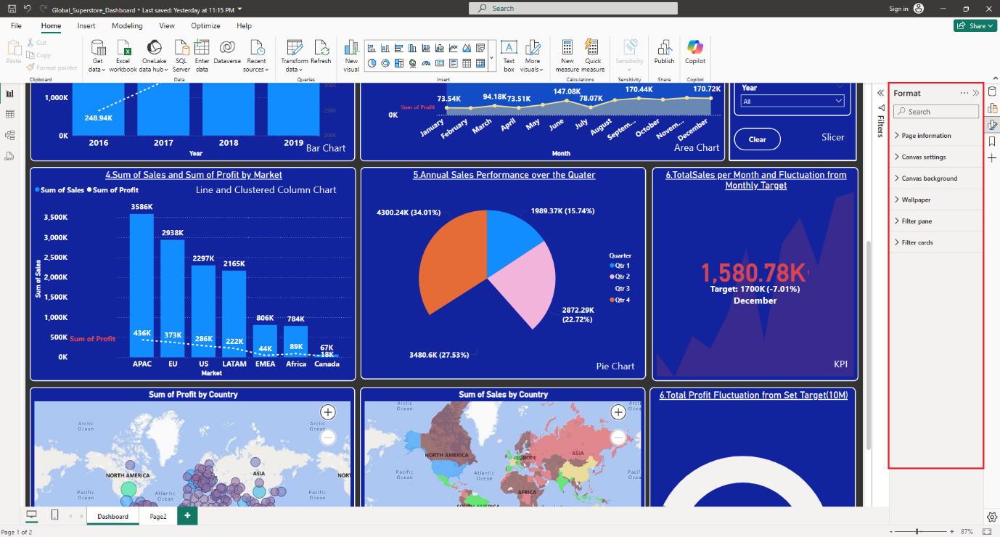 Global_Superstore_Dashboard • Last saved: Yesterday at 11:15 PM
Search
Sign in
File Home Insert Modeling View Optimize Help
Share
Paste
Cut
Copy
Format painter
Clipboard
Get data
Excel workbook
OneLake data hub
SQL Server
Enter data
Dataverse
Recent sources
Data
Transform data
Refresh
Queries
New visual
Text box
More visuals
Insert
New measure
Quick measure
Calculations
Sensitivity
Sensitivity
Publish
Share
Copilot
Copilot
1,000K
0K
248.94K
2016 2017 2018 2019
Year
250K
Bar Chart
0K
Sum of Profit
73.54K 94.18K 73.51K 147.08K 78.07K 170.44K 170.72K
January February March April May June July August Septem... October Novem... December
Month
Area Chart
Year
All
Clear
Slicer
Filters
Format
Search
Page information
Canvas settings
Canvas background
Wallpaper
Filter pane
Filter cards
4.Sum of Sales and Sum of Profit by Market
Sum of Sales Sum of Profit
Line and Clustered Column Chart
Sum of Sales
3,500K
3,000K
2,500K
2,000K
1,500K
1,000K
500K
0K
Sum of Profit
3586K 2938K 2297K 2165K 806K 784K 67K
436K 373K 286K 222K 44K 89K 18K
APAC EU US LATAM EMEA Africa Canada
Market
5.Annual Sales Performance over the Quater
4300.24K (34.01%)
1989.37K (15.74%)
2872.29K
(22.72%)
3480.6K (27.53%)
Quarter
Qtr 1
Qtr 2
Qtr 3
Qtr 4
Pie Chart
6.TotalSales per Month and Fluctuation from
Monthly Target
1,580.78K!
Target: 1700K (-7.01%)
December
KPI
Sum of Profit by Country
Arctic
Ocean
Arctic
Ocean
NORTH AMERICA
ASIA
Pacific
Ocean
Atlantic
Ocean
Pacific
Ocean
Sum of Sales by Country
Arctic
Ocean
NORTH AMERICA
EUROPE
ASIA
Pacific
Ocean
Atlantic
Ocean
Pacific
Ocean
AFRICA
SOUTH AMERICA
6.Total Profit Fluctuation from Set Target(10M)
Dashboard
Page2
Page 1 of 2
87%